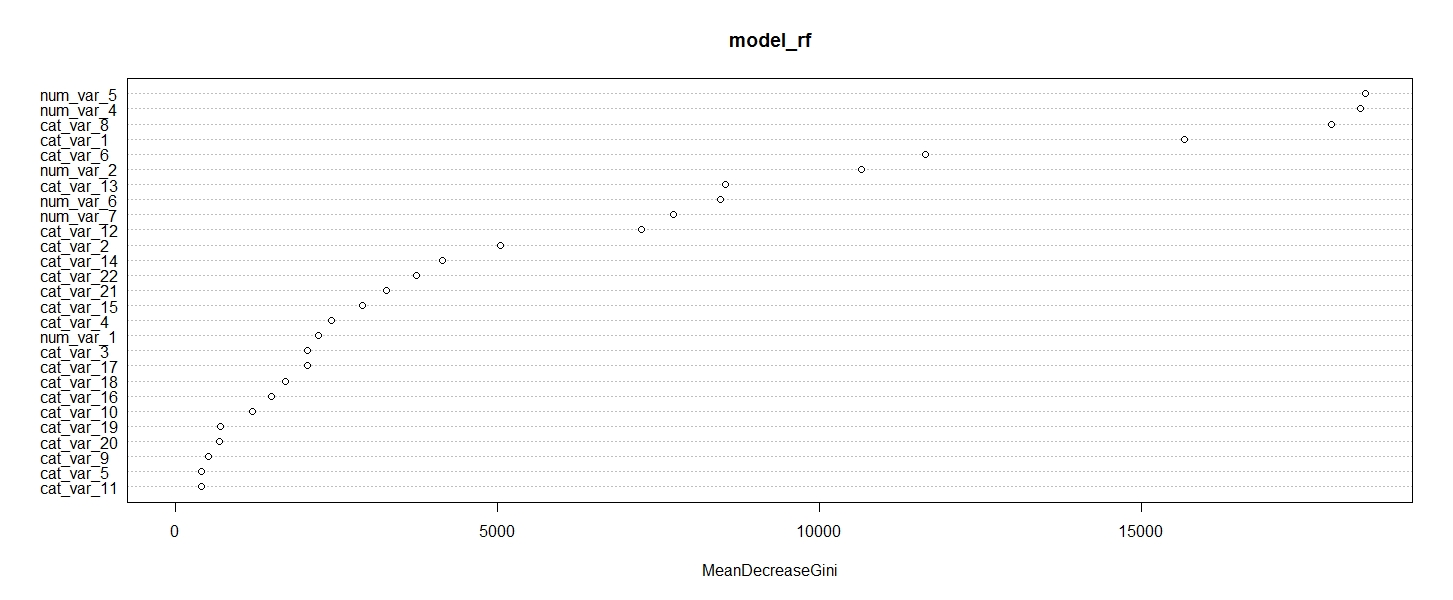 model_rf
num_var_5
num_var_4
cat_var_8
cat_var_1
cat_var_6
num_var_2
cat_var_13
num_var_6
num_var_7
cat_var_12
cat_var_2
cat_var_14
cat_var_22
cat_var_21
cat_var_15
cat_var_4
num_var_1
cat_var_3
cat_var_17
cat_var_18
cat_var_16
cat_var_10
cat_var_19
cat_var_20
cat_var_9
cat_var_5
cat_var_11
0 5000 10000 15000
MeanDecreaseGini